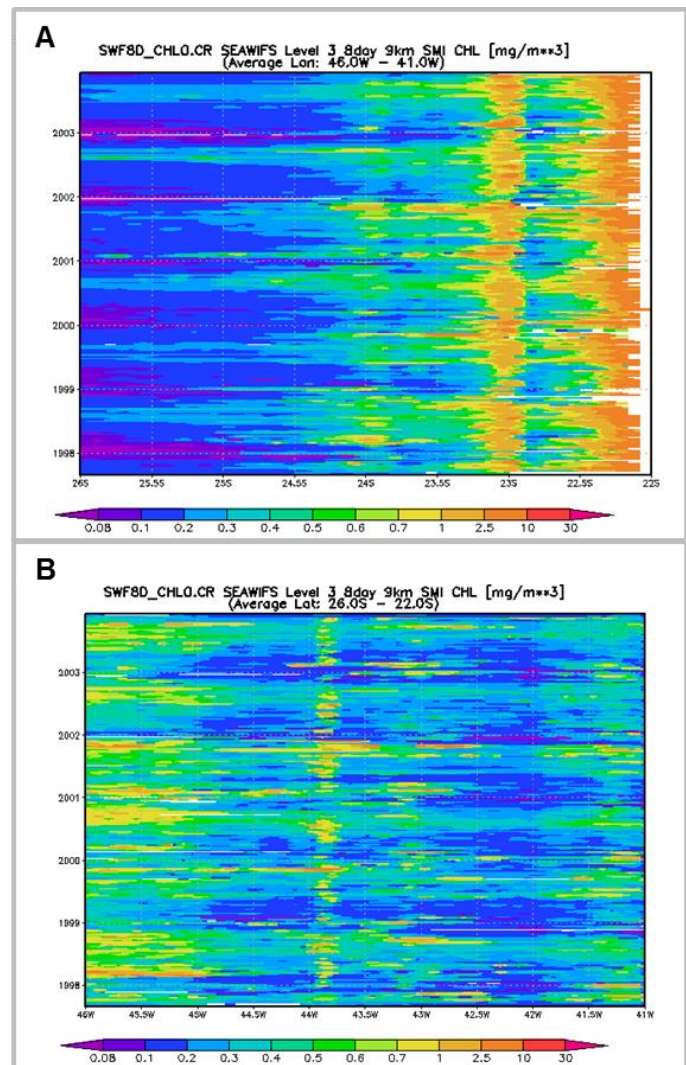 A
SWF8D_CHLO.CR SEAWIFS Level 3 8day 9km SMI CHL [mg/m**3]
(Average Lon: 46.0W - 41.0W)
2003
2002
2001
2000
1999
1998
26S 25.5S 25S 24.5S 24S 23.5S 23S 22.5S 22S
0.08 0.1 0.2 0.3 0.4 0.5 0.6 0.7 1 2.5 10 30
B
SWF8D_CHLO.CR SEAWIFS Level 3 8day 9km SMI CHL [mg/m**3]
(Average Lat: 26.0S - 22.0S)
2003
2002
2001
2000
1999
1998
46W 45.5W 45W 44.5W 44W 43.5W 43W 42.5W 42W 41.5W 41W
0.08 0.1 0.2 0.3 0.4 0.5 0.6 0.7 1 2.5 10 30